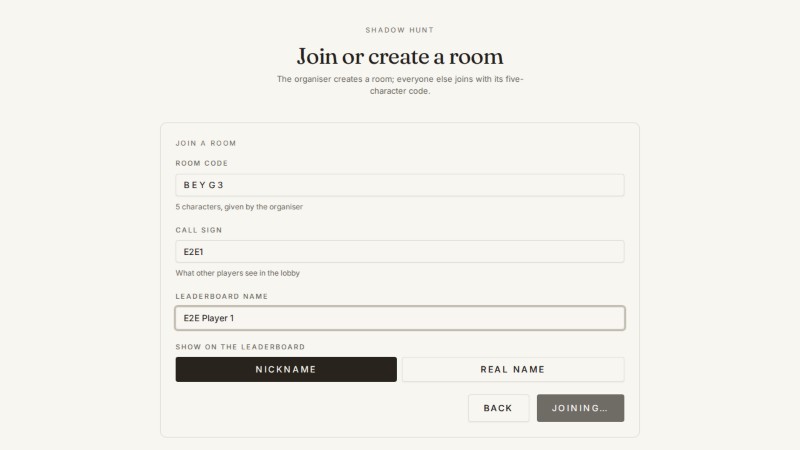 SHADOW HUNT
Join or create a room
The organiser creates a room; everyone else joins with its five-
character code.
JOIN A ROOM
ROOM CODE
BEYG3
5 characters, given by the organiser
CALL SIGN
E2E1
What other players see in the lobby
LEADERBOARD NAME
E2E Player 1
SHOW ON THE LEADERBOARD
NICKNAME
REAL NAME
BACK
JOINING…